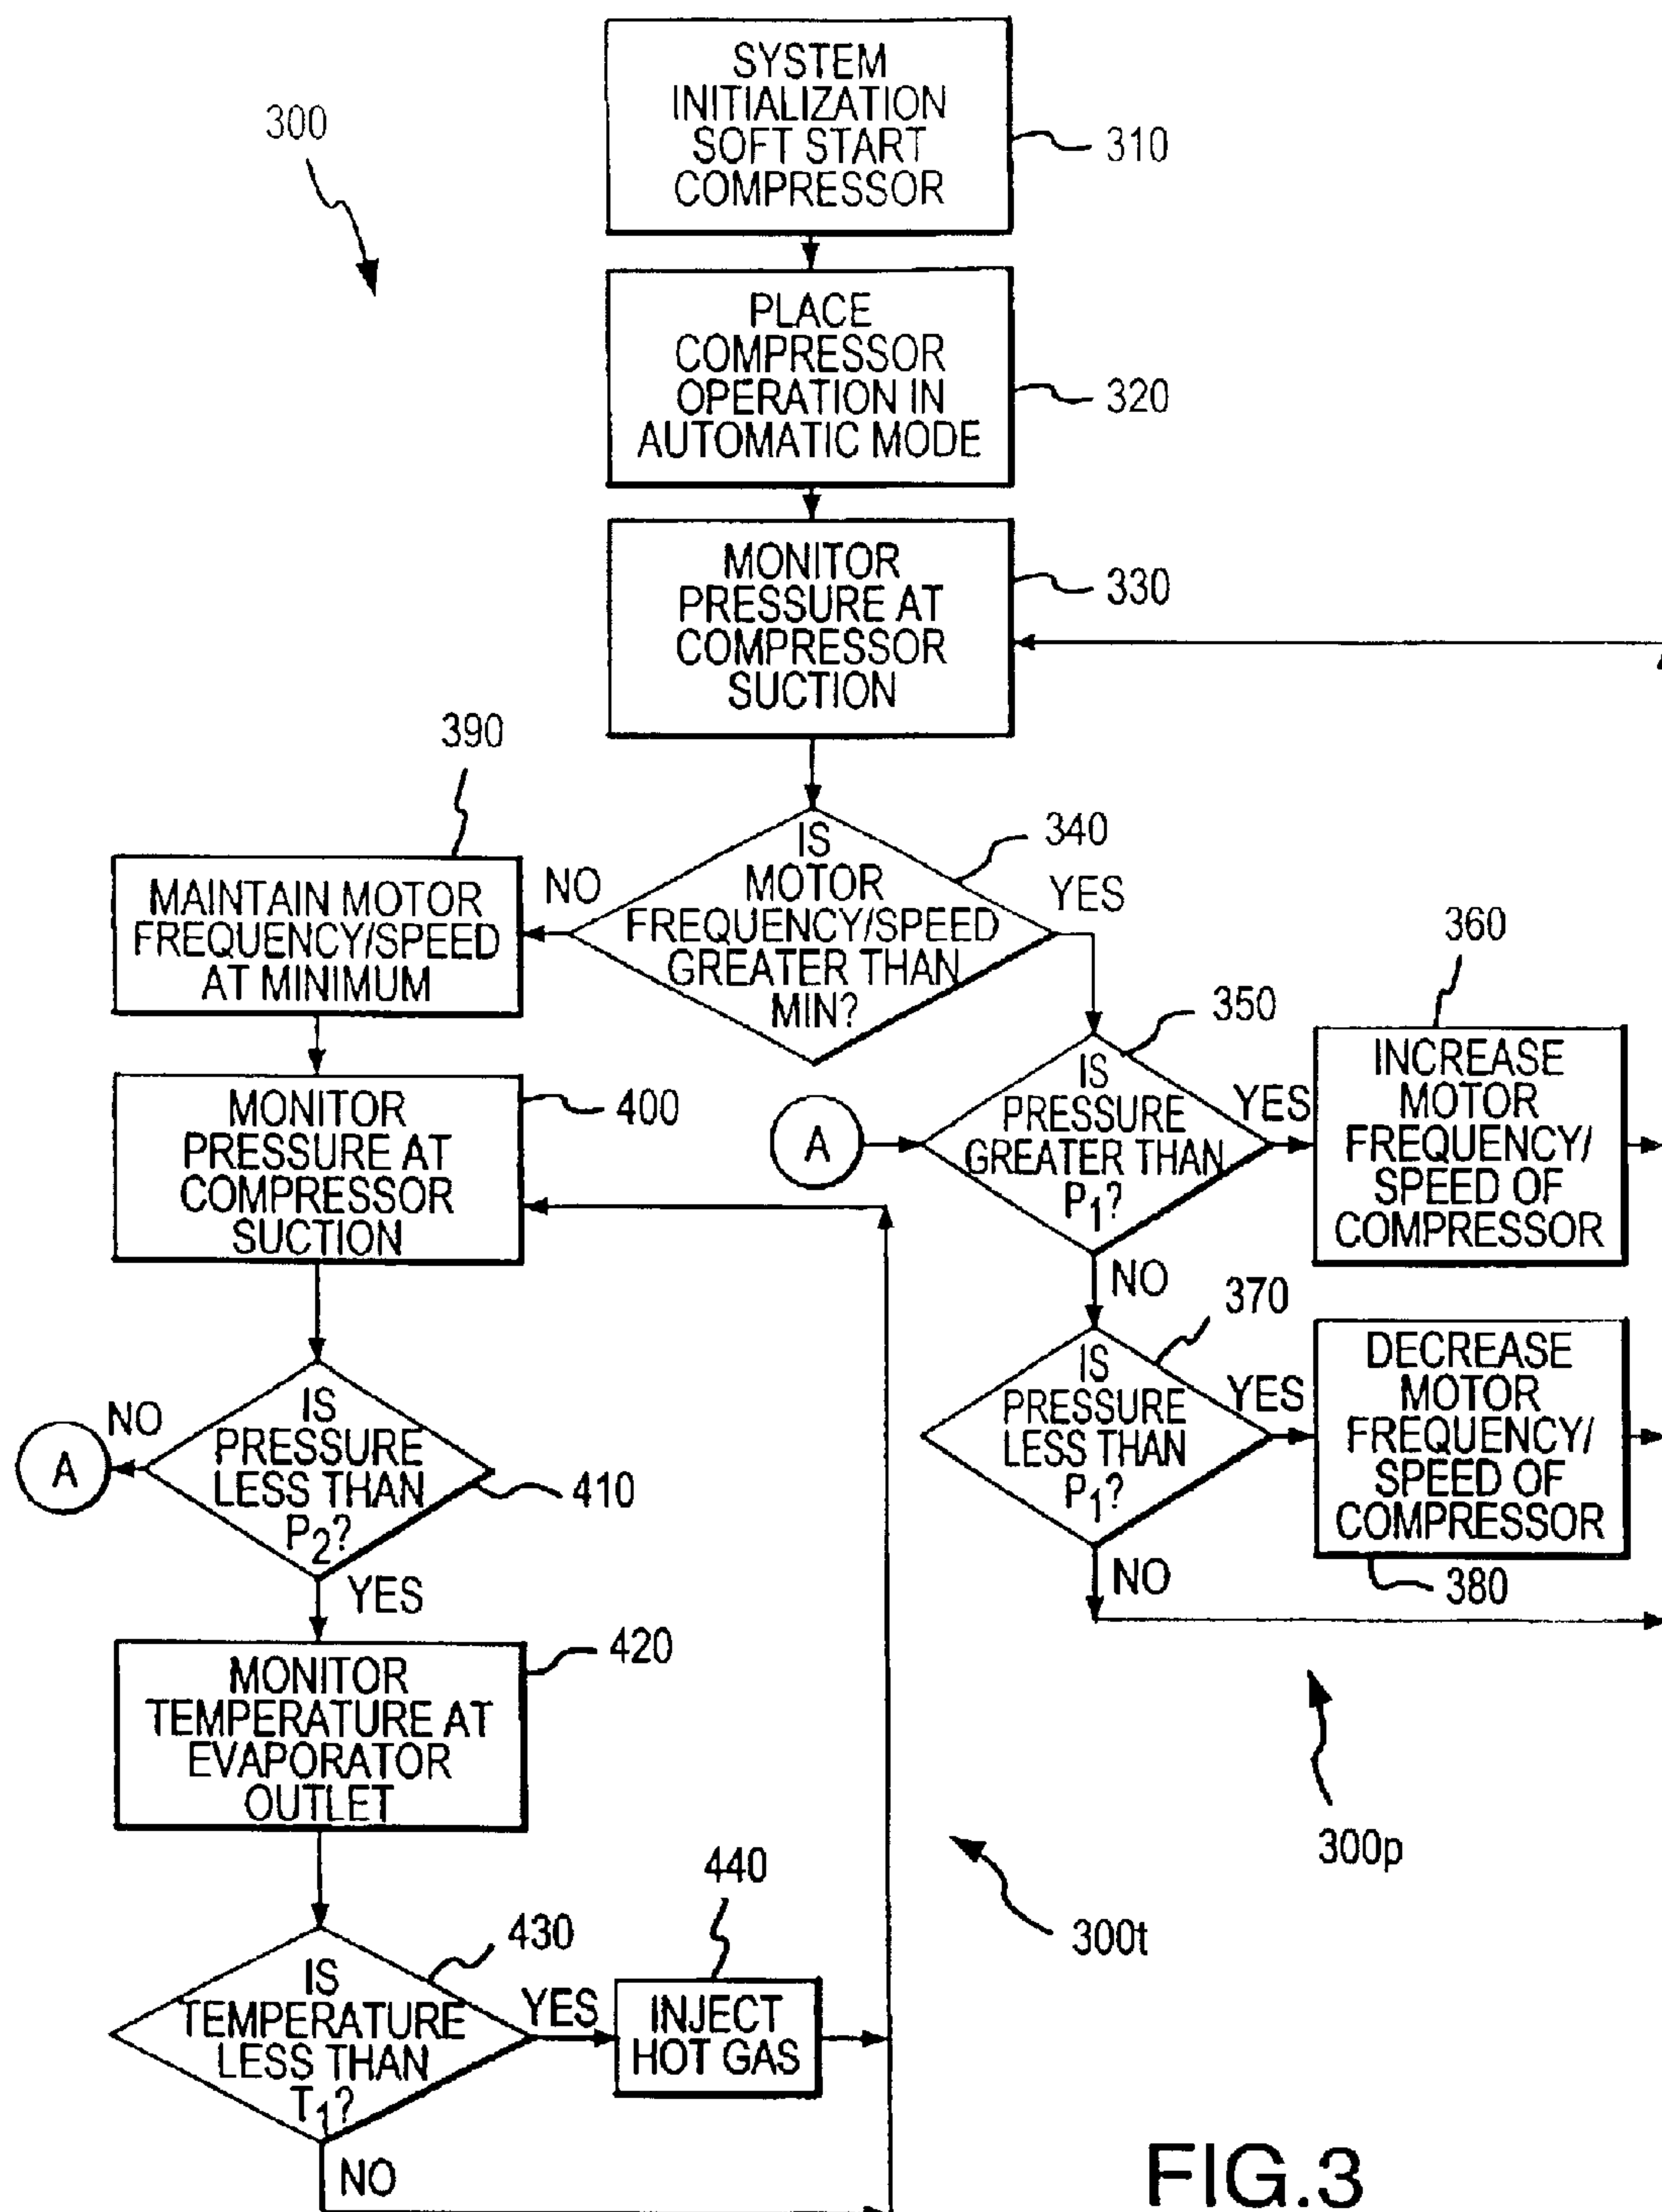 SYSTEM
INITIALIZATION
SOFT START
COMPRESSOR
310
300
PLACE
COMPRESSOR
OPERATION IN
AUTOMATIC MODE
320
MONITOR
PRESSURE AT
COMPRESSOR
SUCTION
330
IS
MOTOR
FREQUENCY/SPEED
GREATER THAN
MIN?
340
NO
YES
390
MAINTAIN MOTOR
FREQUENCY/SPEED
AT MINIMUM
MONITOR
PRESSURE AT
COMPRESSOR
SUCTION
400
A
IS
PRESSURE
GREATER THAN
P1?
350
YES
NO
360
INCREASE
MOTOR
FREQUENCY/
SPEED OF
COMPRESSOR
IS
PRESSURE
LESS THAN
P1?
370
YES
NO
DECREASE
MOTOR
FREQUENCY/
SPEED OF
COMPRESSOR
380
IS
PRESSURE
LESS THAN
P2?
410
NO
A
YES
MONITOR
TEMPERATURE AT
EVAPORATOR
OUTLET
420
IS
TEMPERATURE
LESS THAN
T1?
430
YES
NO
440
INJECT
HOT GAS
300t
300p
FIG.3